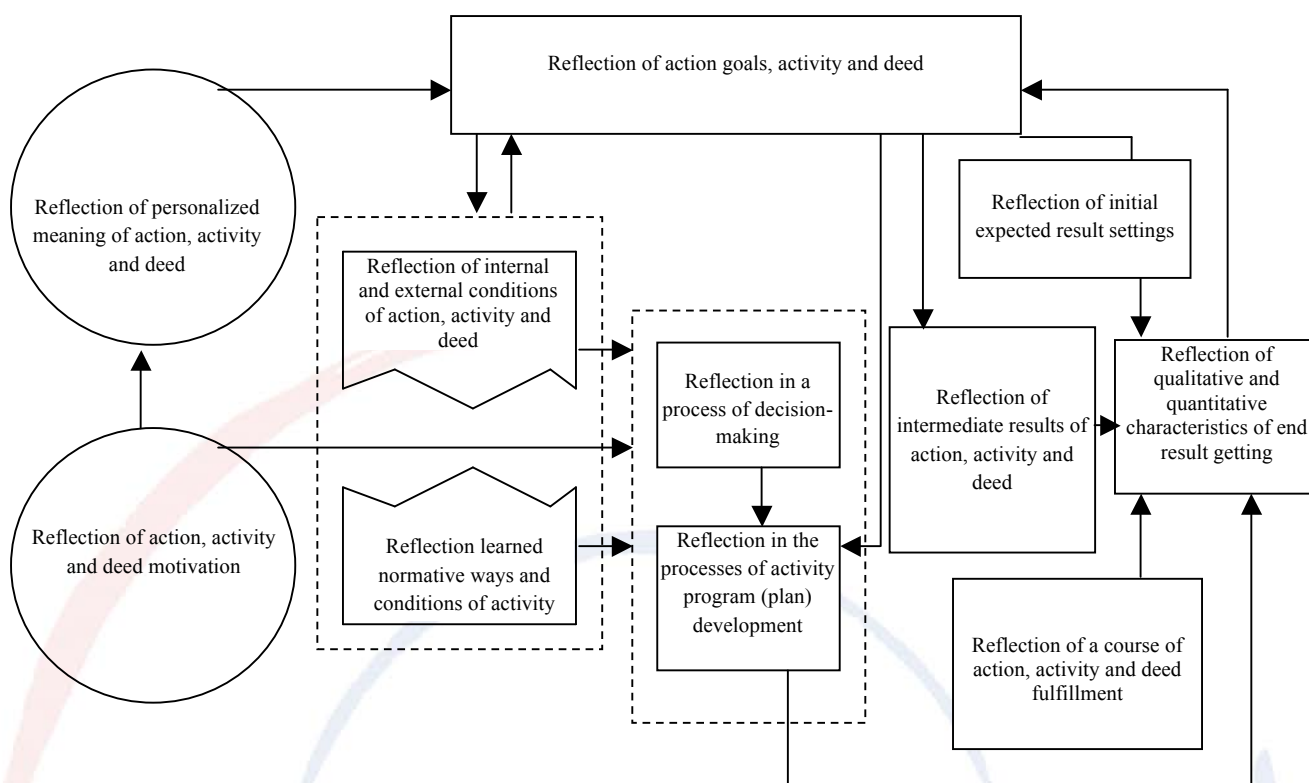 Reflection of action goals, activity and deed
Reflection of personalized
meaning of action, activity
and deed
Reflection of initial
expected result settings
Reflection of internal
and external conditions
of action, activity and
deed
Reflection in a
process of decision-
making
Reflection of
intermediate results of
action, activity and
deed
Reflection of
qualitative and
quantitative
characteristics of end
result getting
Reflection of action, activity
and deed motivation
Reflection learned
normative ways and
conditions of activity
Reflection in the
processes of activity
program (plan)
development
Reflection of a course of
action, activity and deed
fulfillment